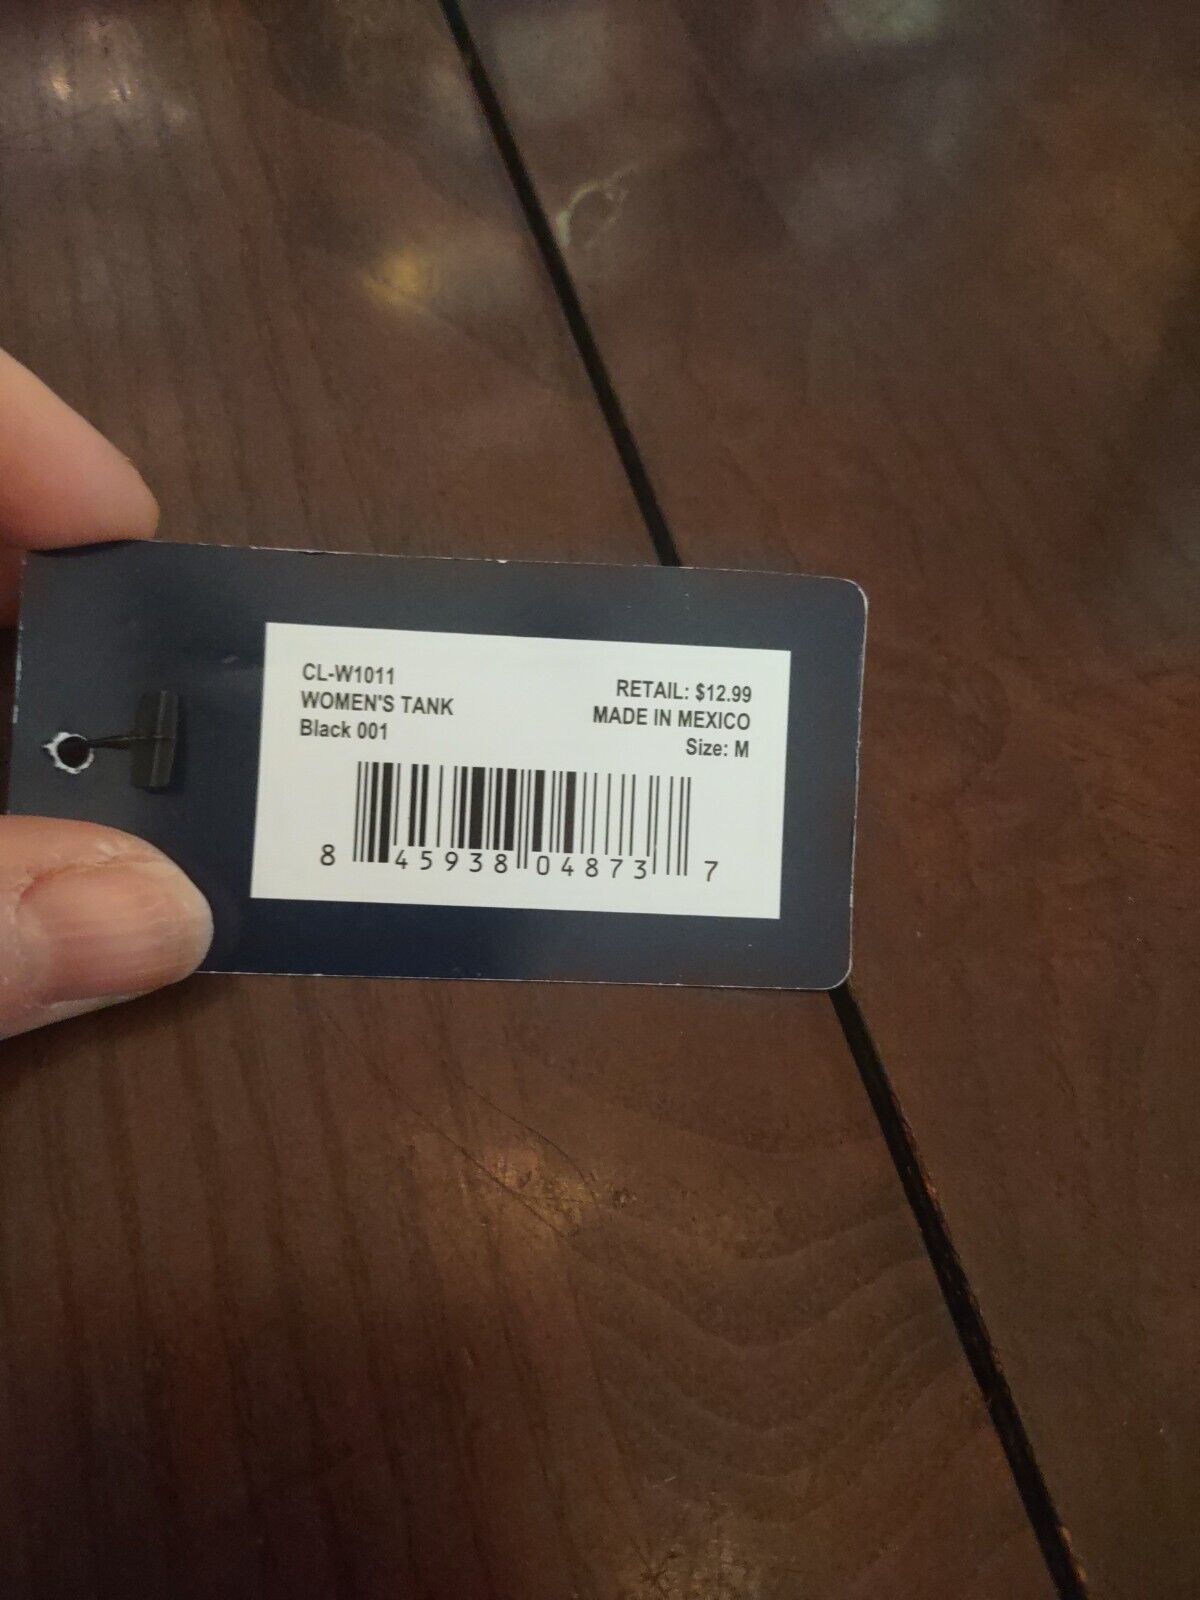 CL-W1011
WOMEN'S TANK
Black 001
RETAIL: $12.99
MADE IN MEXICO
Size: M
8 45938 04873 7